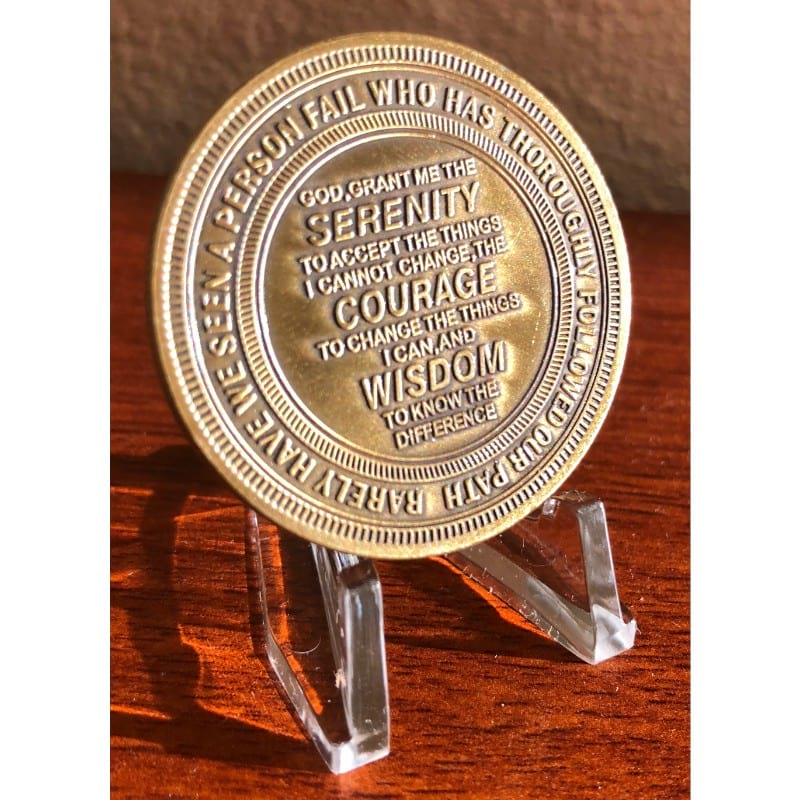 RARELY HAVE WE SEEN A PERSON FAIL WHO HAS THOROUGHLY FOLLOWED OUR PATH
GOD, GRANT ME THE
SERENITY
TO ACCEPT THE THINGS
I CANNOT CHANGE, THE
COURAGE
TO CHANGE THE THINGS
I CAN, AND
WISDOM
TO KNOW THE
DIFFERENCE